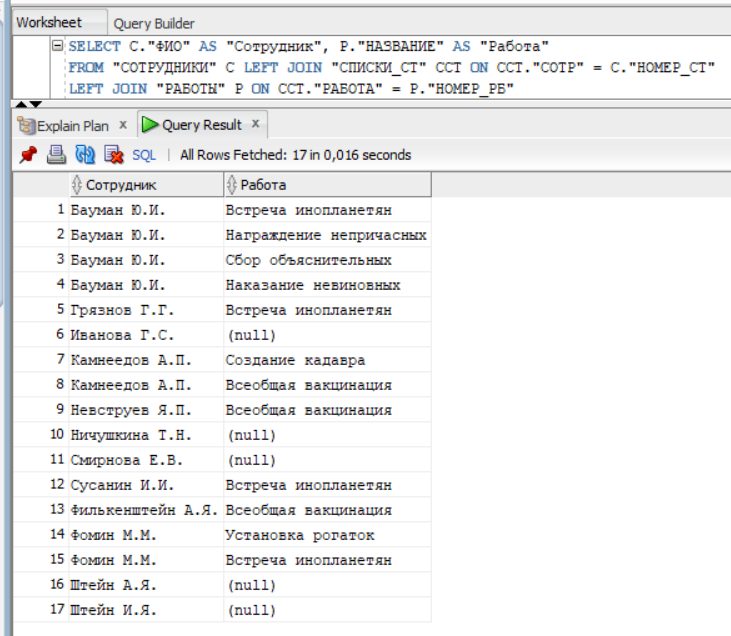 Worksheet Query Builder
SELECT С."ФИО" AS "Сотрудник", Р."НАЗВАНИЕ" AS "Работа"
FROM "СОТРУДНИКИ" С LEFT JOIN "СПИСКИ_СТ" ССТ ON ССТ."СОТР" = С."НОМЕР_СТ"
LEFT JOIN "РАБОТЫ" Р ON ССТ."РАБОТА" = Р."НОМЕР_РБ"
Explain Plan x Query Result x
SQL | All Rows Fetched: 17 in 0,016 seconds
Сотрудник Работа
1 Бауман Ю.И. Встреча инопланетян
2 Бауман Ю.И. Награждение непричасных
3 Бауман Ю.И. Сбор объяснительных
4 Бауман Ю.И. Наказание невиновных
5 Грязнов Г.Г. Встреча инопланетян
6 Иванова Г.С. (null)
7 Камнеедов А.П. Создание кадавра
8 Камнеедов А.П. Всеобщая вакцинация
9 Невструев Я.П. Всеобщая вакцинация
10 Ничушкина Т.Н. (null)
11 Смирнова Е.В. (null)
12 Сусанин И.И. Встреча инопланетян
13 Филькенштейн А.Я. Всеобщая вакцинация
14 Фомин М.М. Установка рогаток
15 Фомин М.М. Встреча инопланетян
16 Штейн А.Я. (null)
17 Штейн И.Я. (null)